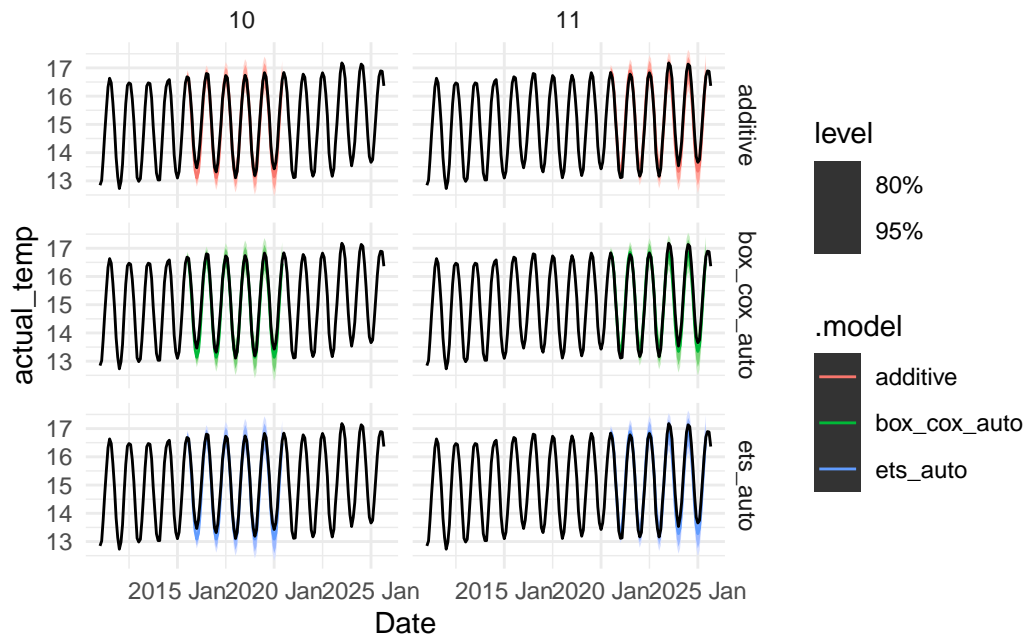 10
11
17
16
15
14
13
additive
17
16
15
14
13
box_cox_auto
17
16
15
14
13
ets_auto
actual_temp
2015 Jan2020 Jan2025 Jan
2015 Jan2020 Jan2025 Jan
Date
level
80%
95%
.model
additive
box_cox_auto
ets_auto